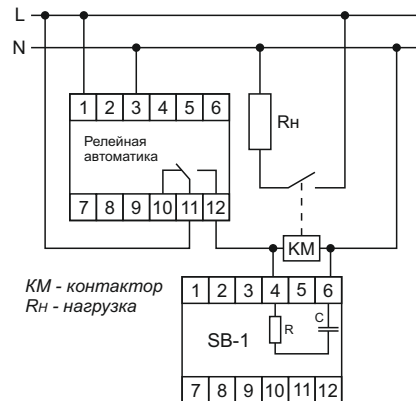 L
N
1 2 3 4 5 6
Релейная
автоматика
7 8 9 10 11 12
Rн
KM
КМ - контактор
Rн - нагрузка
1 2 3 4 5 6
R
C
SB-1
7 8 9 10 11 12